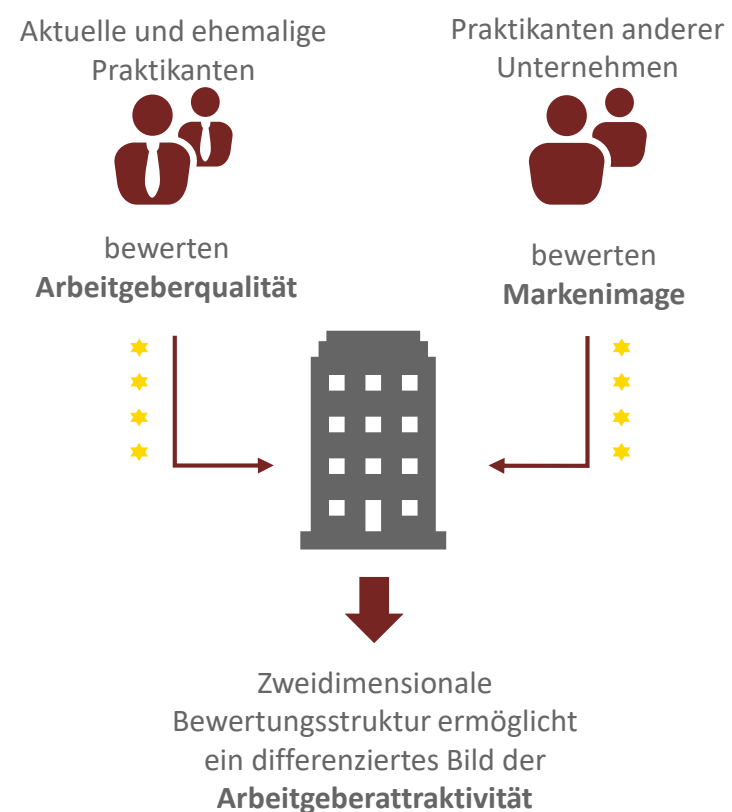 Aktuelle und ehemalige
Praktikanten
bewerten
Arbeitgeberqualität
Praktikanten anderer
Unternehmen
bewerten
Markenimage
Zweidimensionale
Bewertungsstruktur ermöglicht
ein differenziertes Bild der
Arbeitgeberattraktivität